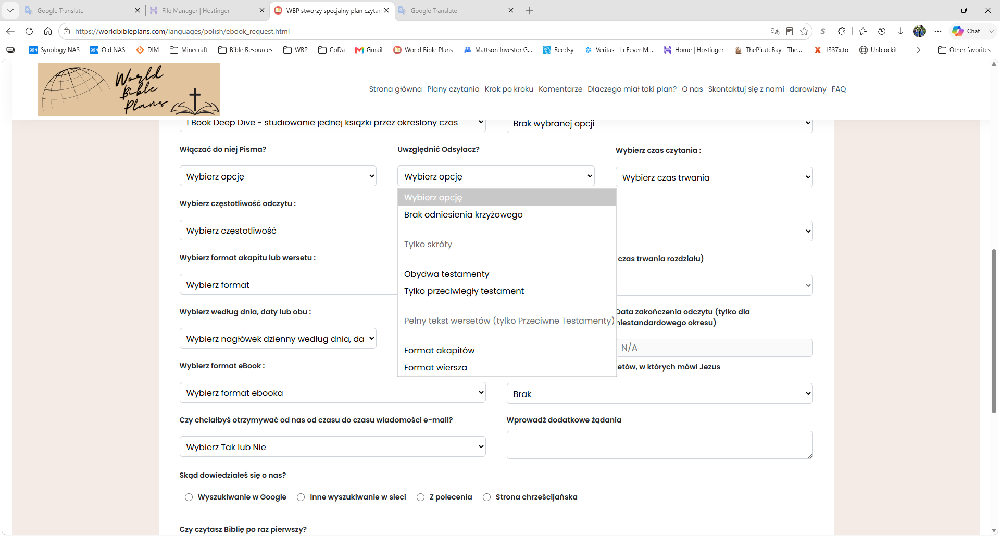 Google Translate
File Manager | Hostinger
WBP stworzy specjalny plan czytan
Google Translate
https://worldbibleplans.com/languages/polish/ebook_request.html
Chat
Synology NAS
Old NAS
DIM
Minecraft
Bible Resources
WBP
CoDa
Gmail
World Bible Plans
Mattson Investor G...
Reedsy
Veritas - LeFever M...
Home | Hostinger
ThePirateBay - The...
1337x.to
Unblockit
Other favorites
World
Bible
Plans
Strona główna Plany czytania Krok po kroku Komentarze Dlaczego miał taki plan? O nas Skontaktuj się z nami darowizny FAQ
1 Book Deep Dive - studiowanie jednej książki przez określony czas
Brak wybranej opcji
Włączać do niej Pisma?
Uwzględnić Odsyłacz?
Wybierz czas czytania :
Wybierz opcję
Wybierz opcję
Wybierz czas trwania
Wybierz opcję
Brak odniesienia krzyżowego
Tylko skróty
Obydwa testamenty
Tylko przeciwległy testament
Pełny tekst wersetów (tylko Przeciwne Testamenty)
Format akapitów
Format wiersza
Wybierz częstotliwość odczytu :
Wybierz częstotliwość
Wybierz format akapitu lub wersetu :
czas trwania rozdziału)
Wybierz format
Wybierz według dnia, daty lub obu :
Data zakończenia odczytu (tylko dla
niestandardowego okresu)
Wybierz nagłówek dzienny według dnia, da
N/A
Wybierz format eBook :
setów, w których mówi Jezus
Wybierz format ebooka
Brak
Czy chciałbyś otrzymywać od nas od czasu do czasu wiadomości e-mail?
Wprowadź dodatkowe żądania
Wybierz Tak lub Nie
Skąd dowiedziałeś się o nas?
Wyszukiwanie w Google
Inne wyszukiwanie w sieci
Z polecenia
Strona chrześcijańska
Czy czytasz Biblię po raz pierwszy?